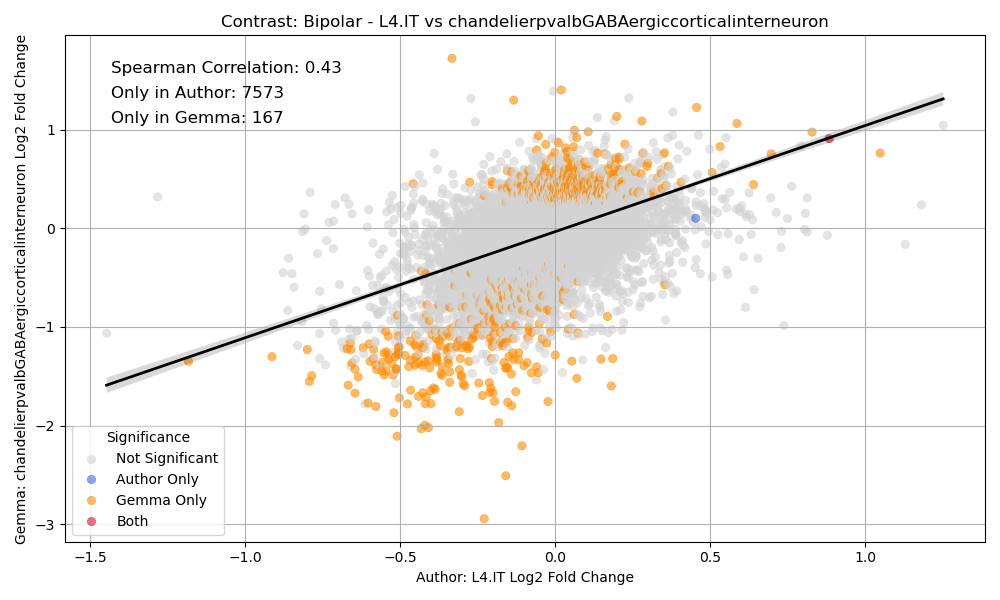 Contrast: Bipolar - L4.IT vs chandelierpvalbGABAergiccorticalinterneuron
Gemma: chandelierpvalbGABAergiccorticalinterneuron Log2 Fold Change
1
0
−1
−2
−3
Spearman Correlation: 0.43
Only in Author: 7573
Only in Gemma: 167
Significance
Not Significant
Author Only
Gemma Only
Both
−1.5
−1.0
−0.5
0.0
0.5
1.0
Author: L4.IT Log2 Fold Change